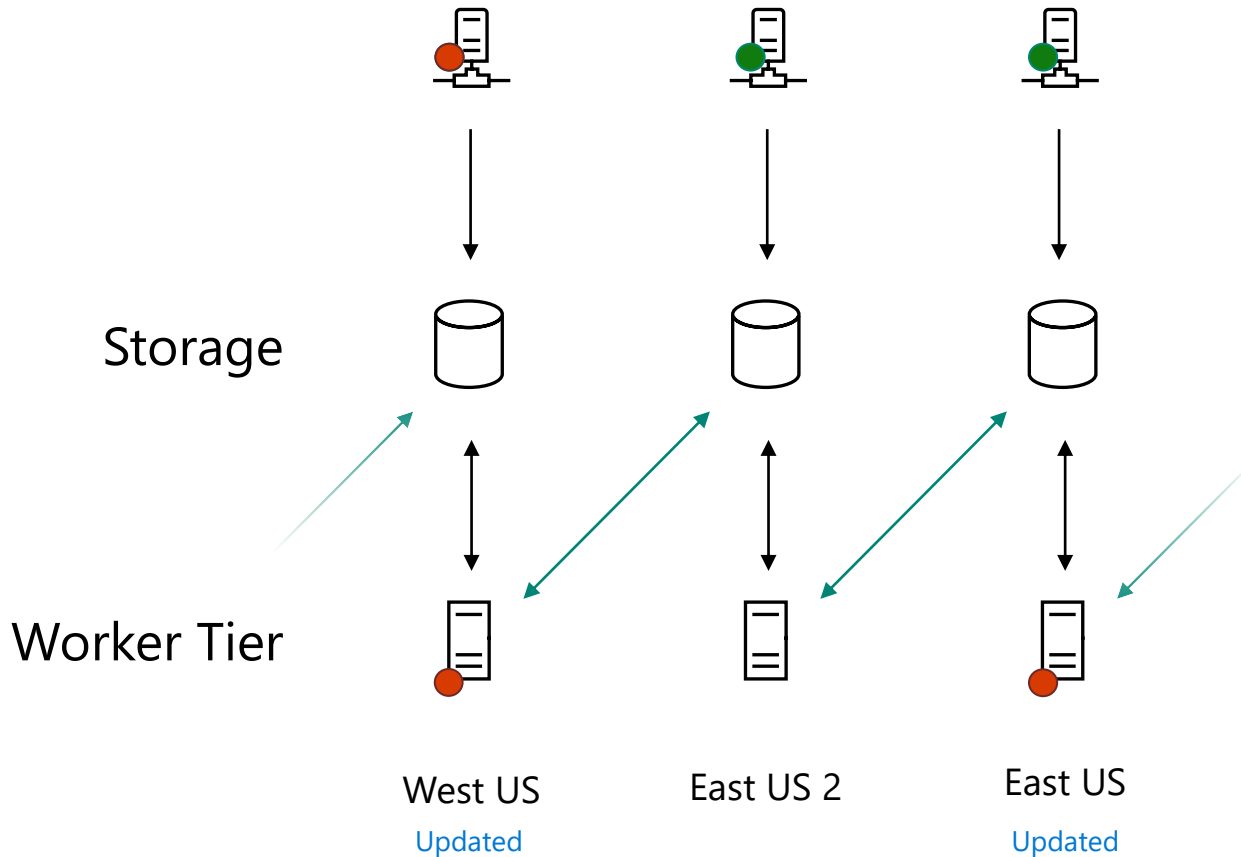 Storage
Worker Tier
West US
East US 2
East US
Updated
Updated